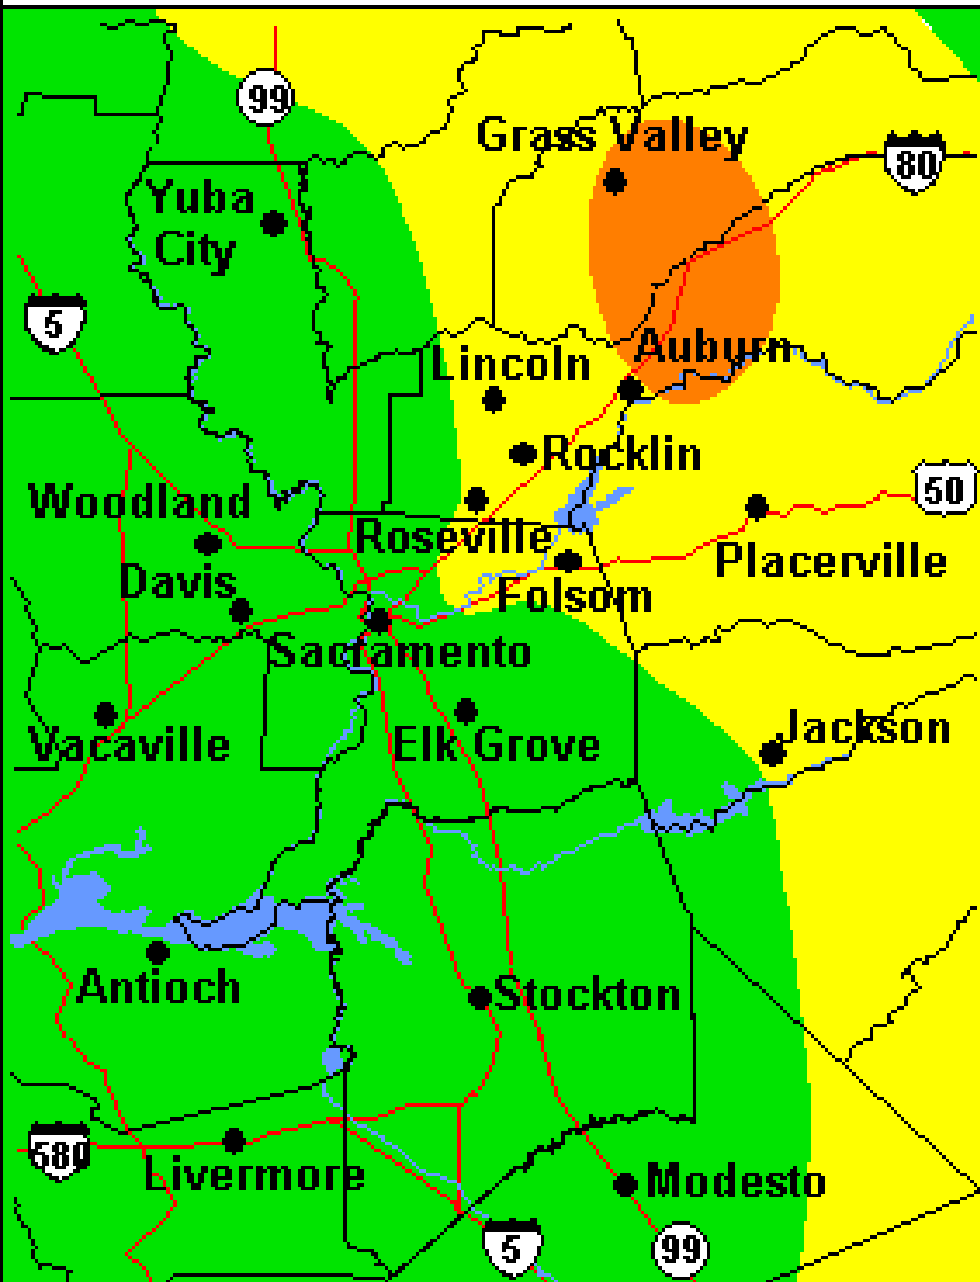 99
Grass Valley
80
Yuba
City
5
Auburn
Lincoln
Rocklin
50
Woodland
Roseville
Placerville
Davis
Folsom
Sacramento
Jackson
Vacaville
Elk Grove
Antioch
Stockton
580
Livermore
Modesto
5
99